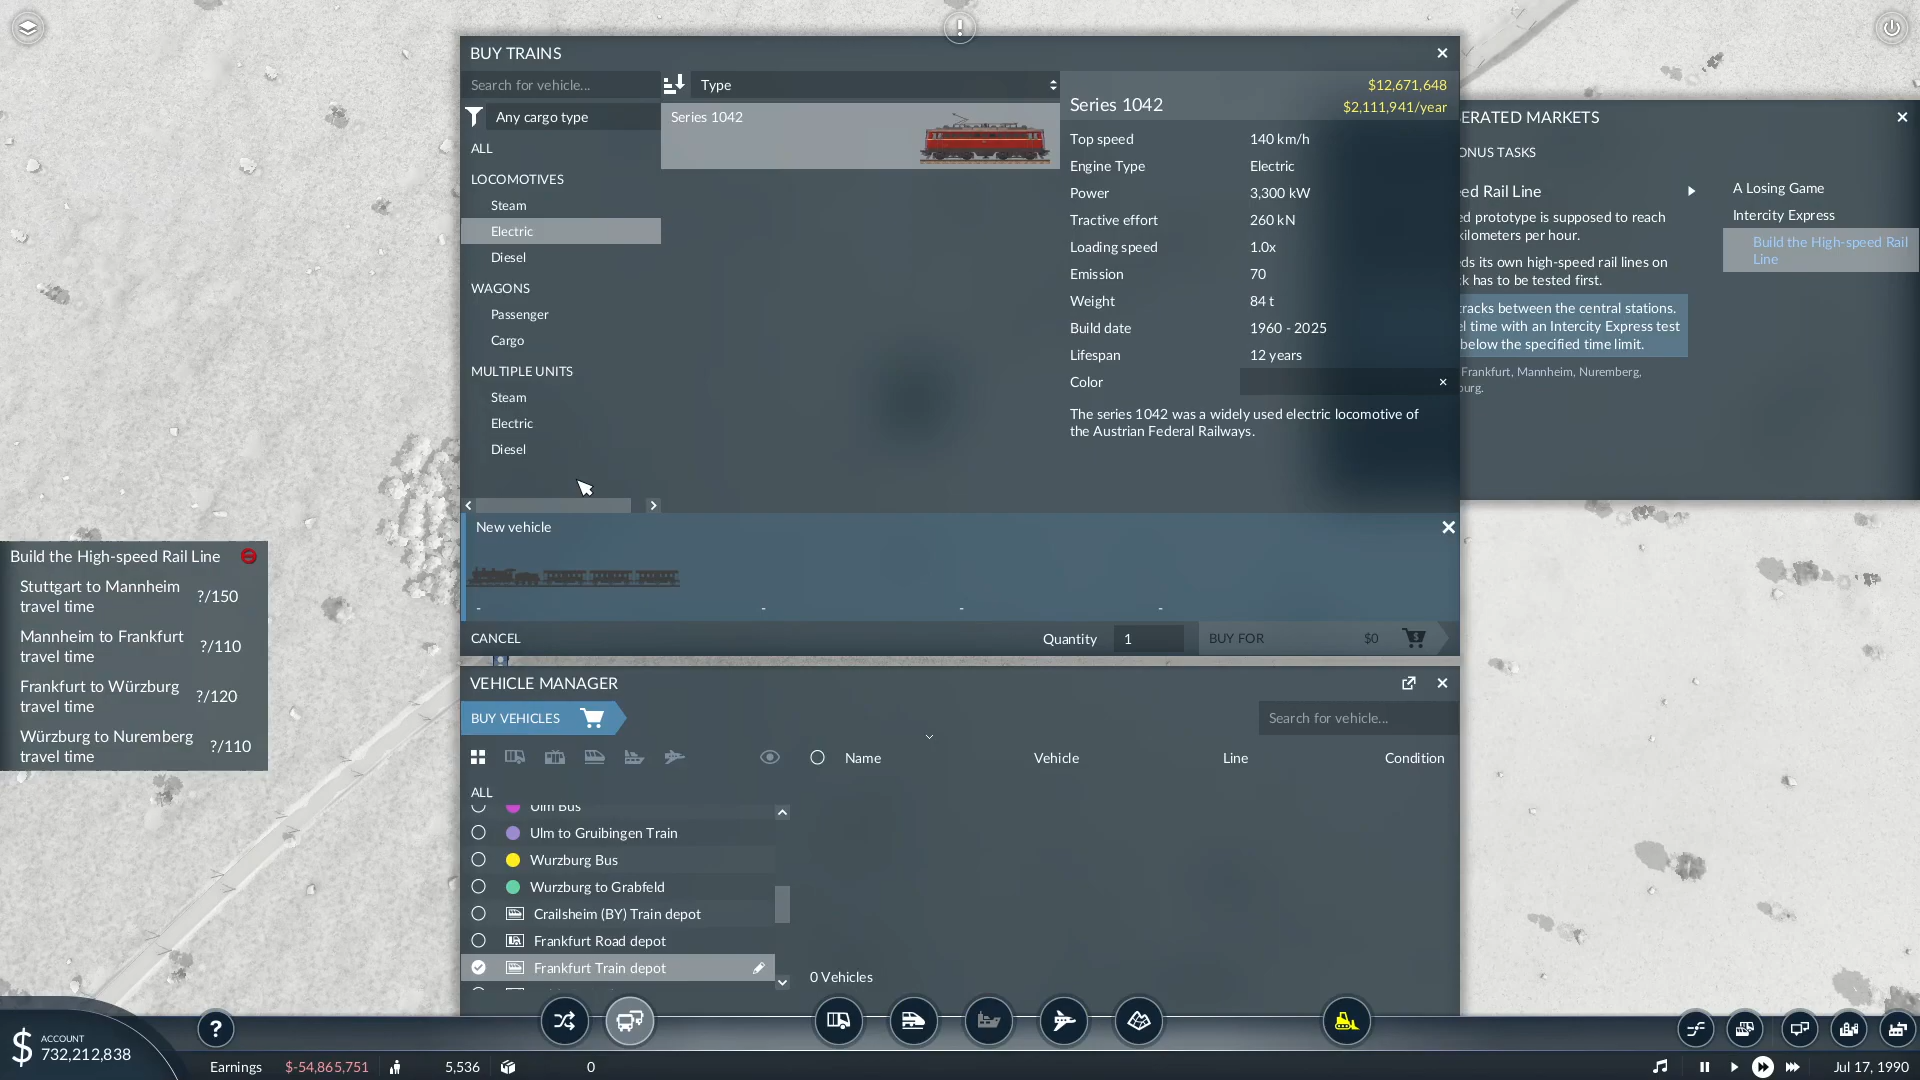 BUY TRAINS
Search for vehicle...
Type
Any cargo type
ALL
LOCOMOTIVES
Steam
Electric
Diesel
WAGONS
Passenger
Cargo
MULTIPLE UNITS
Steam
Electric
Diesel
Series 1042
Series 1042
$12,671,648
$2,111,941/year
Top speed 140 km/h
Engine Type Electric
Power 3,300 kW
Tractive effort 260 kN
Loading speed 1.0x
Emission 70
Weight 84 t
Build date 1960 - 2025
Lifespan 12 years
Color
The series 1042 was a widely used electric locomotive of
the Austrian Federal Railways.
New vehicle
- - - -
CANCEL
Quantity 1
BUY FOR $0
ERATED MARKETS
ONUS TASKS
ed Rail Line
ed prototype is supposed to reach
kilometers per hour.
eds its own high-speed rail lines on
k has to be tested first.
tracks between the central stations.
el time with an Intercity Express test
below the specified time limit.
Frankfurt, Mannheim, Nuremberg,
burg.
A Losing Game
Intercity Express
Build the High-speed Rail
Line
Build the High-speed Rail Line
Stuttgart to Mannheim
travel time
?/150
Mannheim to Frankfurt
travel time
?/110
Frankfurt to Würzburg
travel time
?/120
Würzburg to Nuremberg
travel time
?/110
VEHICLE MANAGER
BUY VEHICLES
Search for vehicle...
Name Vehicle Line Condition
ALL
Ulm Bus
Ulm to Gruibingen Train
Wurzburg Bus
Wurzburg to Grabfeld
Crailsheim (BY) Train depot
Frankfurt Road depot
Frankfurt Train depot
0 Vehicles
$ ACCOUNT
732,212,838
?
Earnings $-54,865,751
5,536
0
Jul 17, 1990